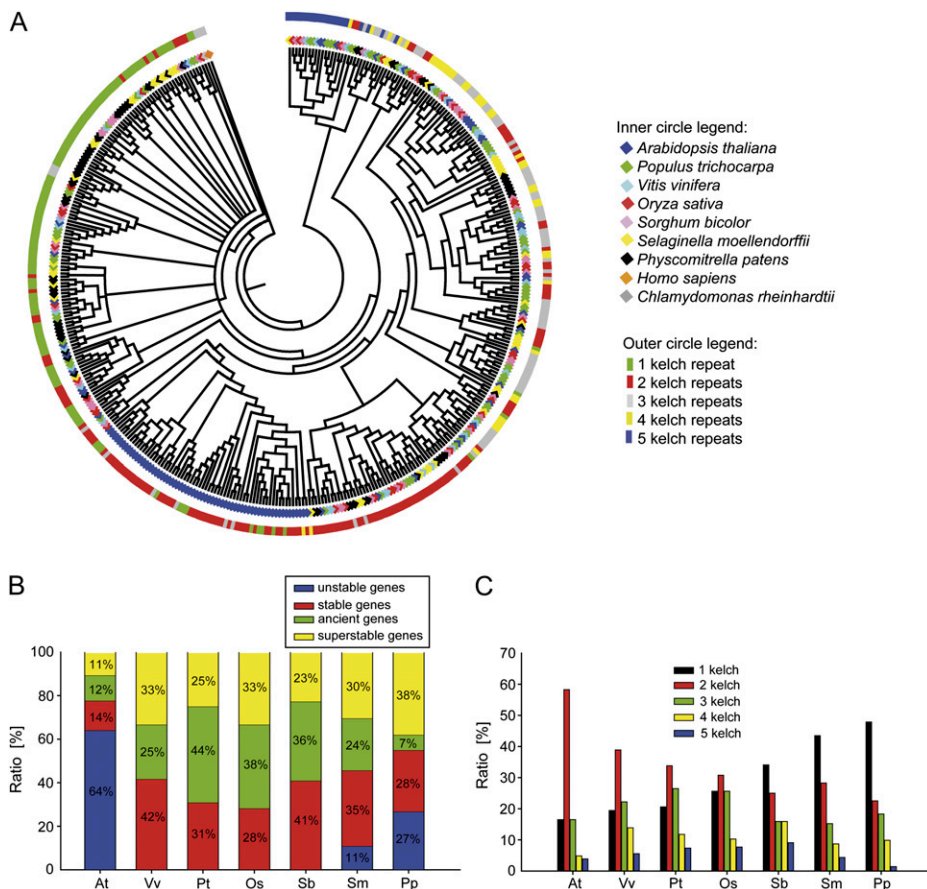 A
Inner circle legend:
Arabidopsis thaliana
Populus trichocarpa
Vitis vinifera
Oryza sativa
Sorghum bicolor
Selaginella moellendorffii
Physcomitrella patens
Homo sapiens
Chlamydomonas rheinhardtii
Outer circle legend:
1 kelch repeat
2 kelch repeats
3 kelch repeats
4 kelch repeats
5 kelch repeats
B
unstable genes
stable genes
ancient genes
superstable genes
Ratio [%]
100
80
60
40
20
0
11%
12%
14%
64%
33%
25%
42%
25%
44%
31%
33%
38%
28%
23%
36%
41%
30%
24%
35%
11%
38%
7%
28%
27%
At Vv Pt Os Sb Sm Pp
C
1 kelch
2 kelch
3 kelch
4 kelch
5 kelch
Ratio [%]
70
60
50
40
30
20
10
0
At Vv Pt Os Sb Sm Pp